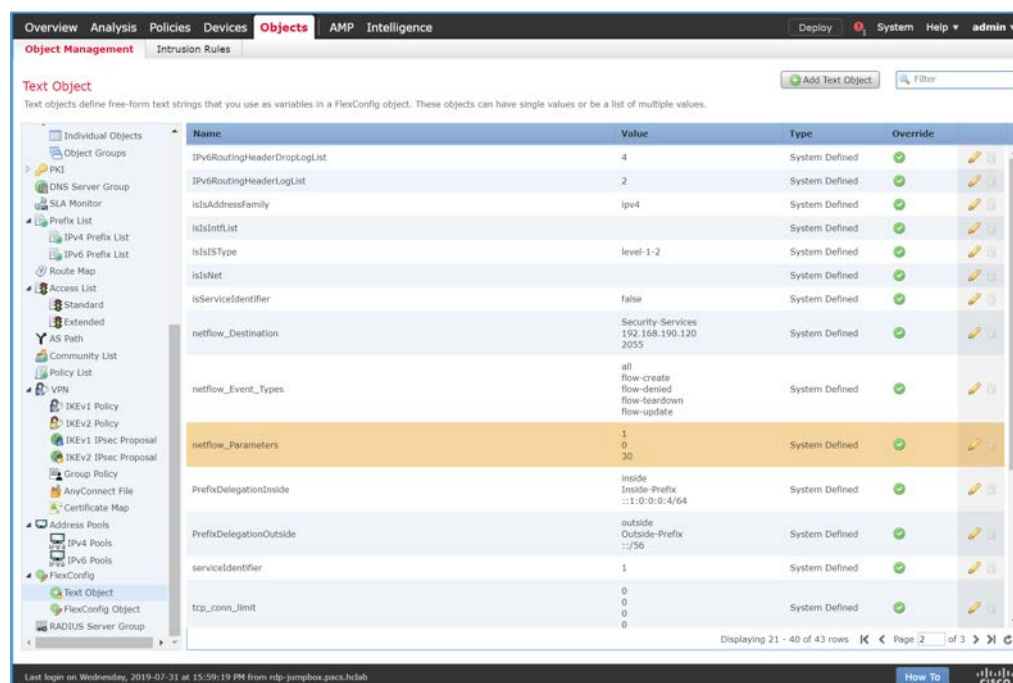 Overview Analysis Policies Devices Objects AMP Intelligence Deploy 1 System Help admin
Object Management Intrusion Rules
Text Object
Add Text Object
Filter
Text objects define free-form text strings that you use as variables in a FlexConfig object. These objects can have single values or be a list of multiple values.
Individual Objects
Object Groups
PKI
DNS Server Group
SLA Monitor
Prefix List
IPv4 Prefix List
IPv6 Prefix List
Route Map
Access List
Standard
Extended
AS Path
Community List
Policy List
VPN
IKEv1 Policy
IKEv2 Policy
IKEv1 IPsec Proposal
IKEv2 IPsec Proposal
Group Policy
AnyConnect File
Certificate Map
Address Pools
IPv4 Pools
IPv6 Pools
FlexConfig
Text Object
FlexConfig Object
RADIUS Server Group
Name Value Type Override
IPv6RoutingHeaderDropLogList 4 System Defined
IPv6RoutingHeaderLogList 2 System Defined
isIsAddressFamily ipv4 System Defined
isIsIntfList System Defined
isIsISType level-1-2 System Defined
isIsNet System Defined
isServiceIdentifier false System Defined
netflow_Destination Security-Services System Defined
192.168.190.120
2055
netflow_Event_Types all System Defined
flow-create
flow-denied
flow-teardown
flow-update
netflow_Parameters 1 System Defined
0
30
PrefixDelegationInside inside System Defined
Inside-Prefix
::1:0:0:0:4/64
PrefixDelegationOutside outside System Defined
Outside-Prefix
::/56
serviceIdentifier 1 System Defined
tcp_conn_limit 0 System Defined
0
0
0
Displaying 21 - 40 of 43 rows Page 2 of 3
Last login on Wednesday, 2019-07-31 at 15:59:19 PM from rdp-jumpbox.pacs.hclab
How To
cisco